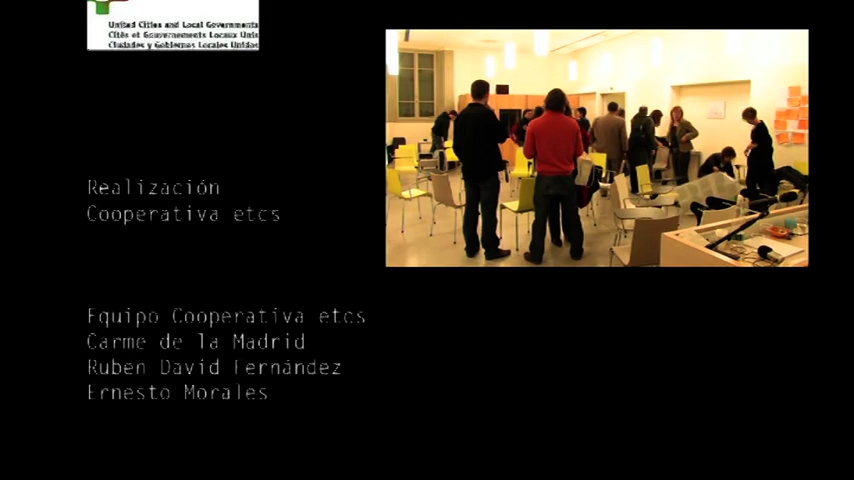 United Cities and Local Governments
Cités et Gouvernements Locaux Unis
Ciudades y Gobiernos Locales Unidos
Realización
Cooperativa etcs
Equipo Cooperativa etcs
Carme de la Madrid
Ruben David Fernández
Ernesto Morales